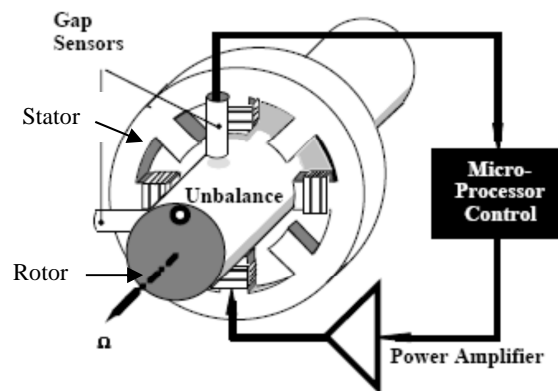 Gap
Sensors
Stator
Unbalance
Micro-
Processor
Control
Rotor
Ω
Power Amplifier